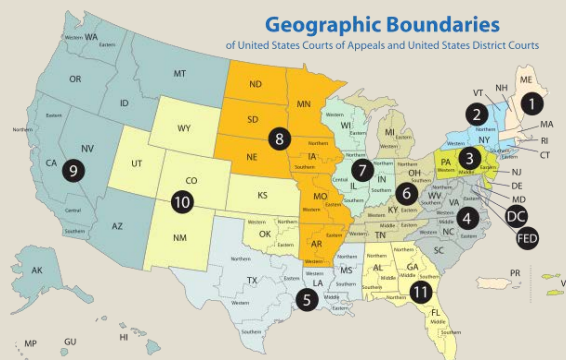 Geographic Boundaries
of United States Courts of Appeals and United States District Courts
WA
Western
Eastern
OR
MT
ID
Northern
Eastern
CA
NV
9
Central
Southern
AZ
AK
HI
MP
GU
WY
UT
CO
10
KS
NM
OK
Western
Northern
Eastern
ND
SD
NE
MN
8
IA
Northern
Southern
MO
Western
Eastern
AR
Western
Eastern
TX
Northern
Eastern
Western
Southern
5
LA
Western
Middle
Eastern
MS
Northern
Southern
WI
Western
Eastern
7
IL
Northern
Central
Southern
IN
Northern
Southern
MI
Western
Eastern
OH
Northern
Southern
6
KY
Western
Eastern
TN
Western
Middle
Eastern
AL
Northern
Middle
Southern
GA
Northern
Middle
Southern
11
FL
Northern
Middle
Southern
ME
1
NH
VT
MA
RI
CT
2
NY
Northern
Western
3
PA
Western
Middle
Eastern
NJ
DE
MD
DC
FED
4
WV
Northern
Southern
VA
Western
Eastern
NC
Western
Middle
Eastern
SC
PR